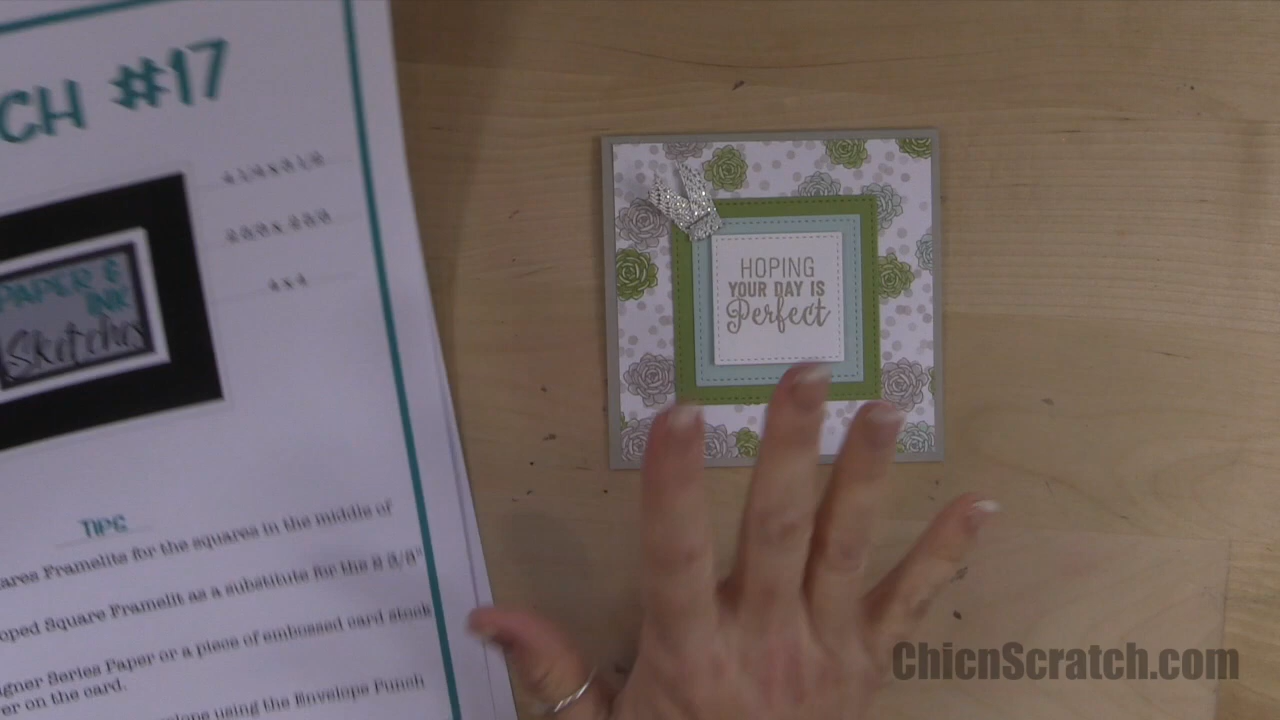 CH #17
PAPER &
INK
Sketches
4 x 4
TIPS
ares Framelits for the squares in the middle of
oped Square Framelit as a substitute for the 2 3/8"
igner Series Paper or a piece of embossed card stock
er on the card.
elope using the Envelope Punch
HOPING
YOUR DAY IS
Perfect
ChicnScratch.com